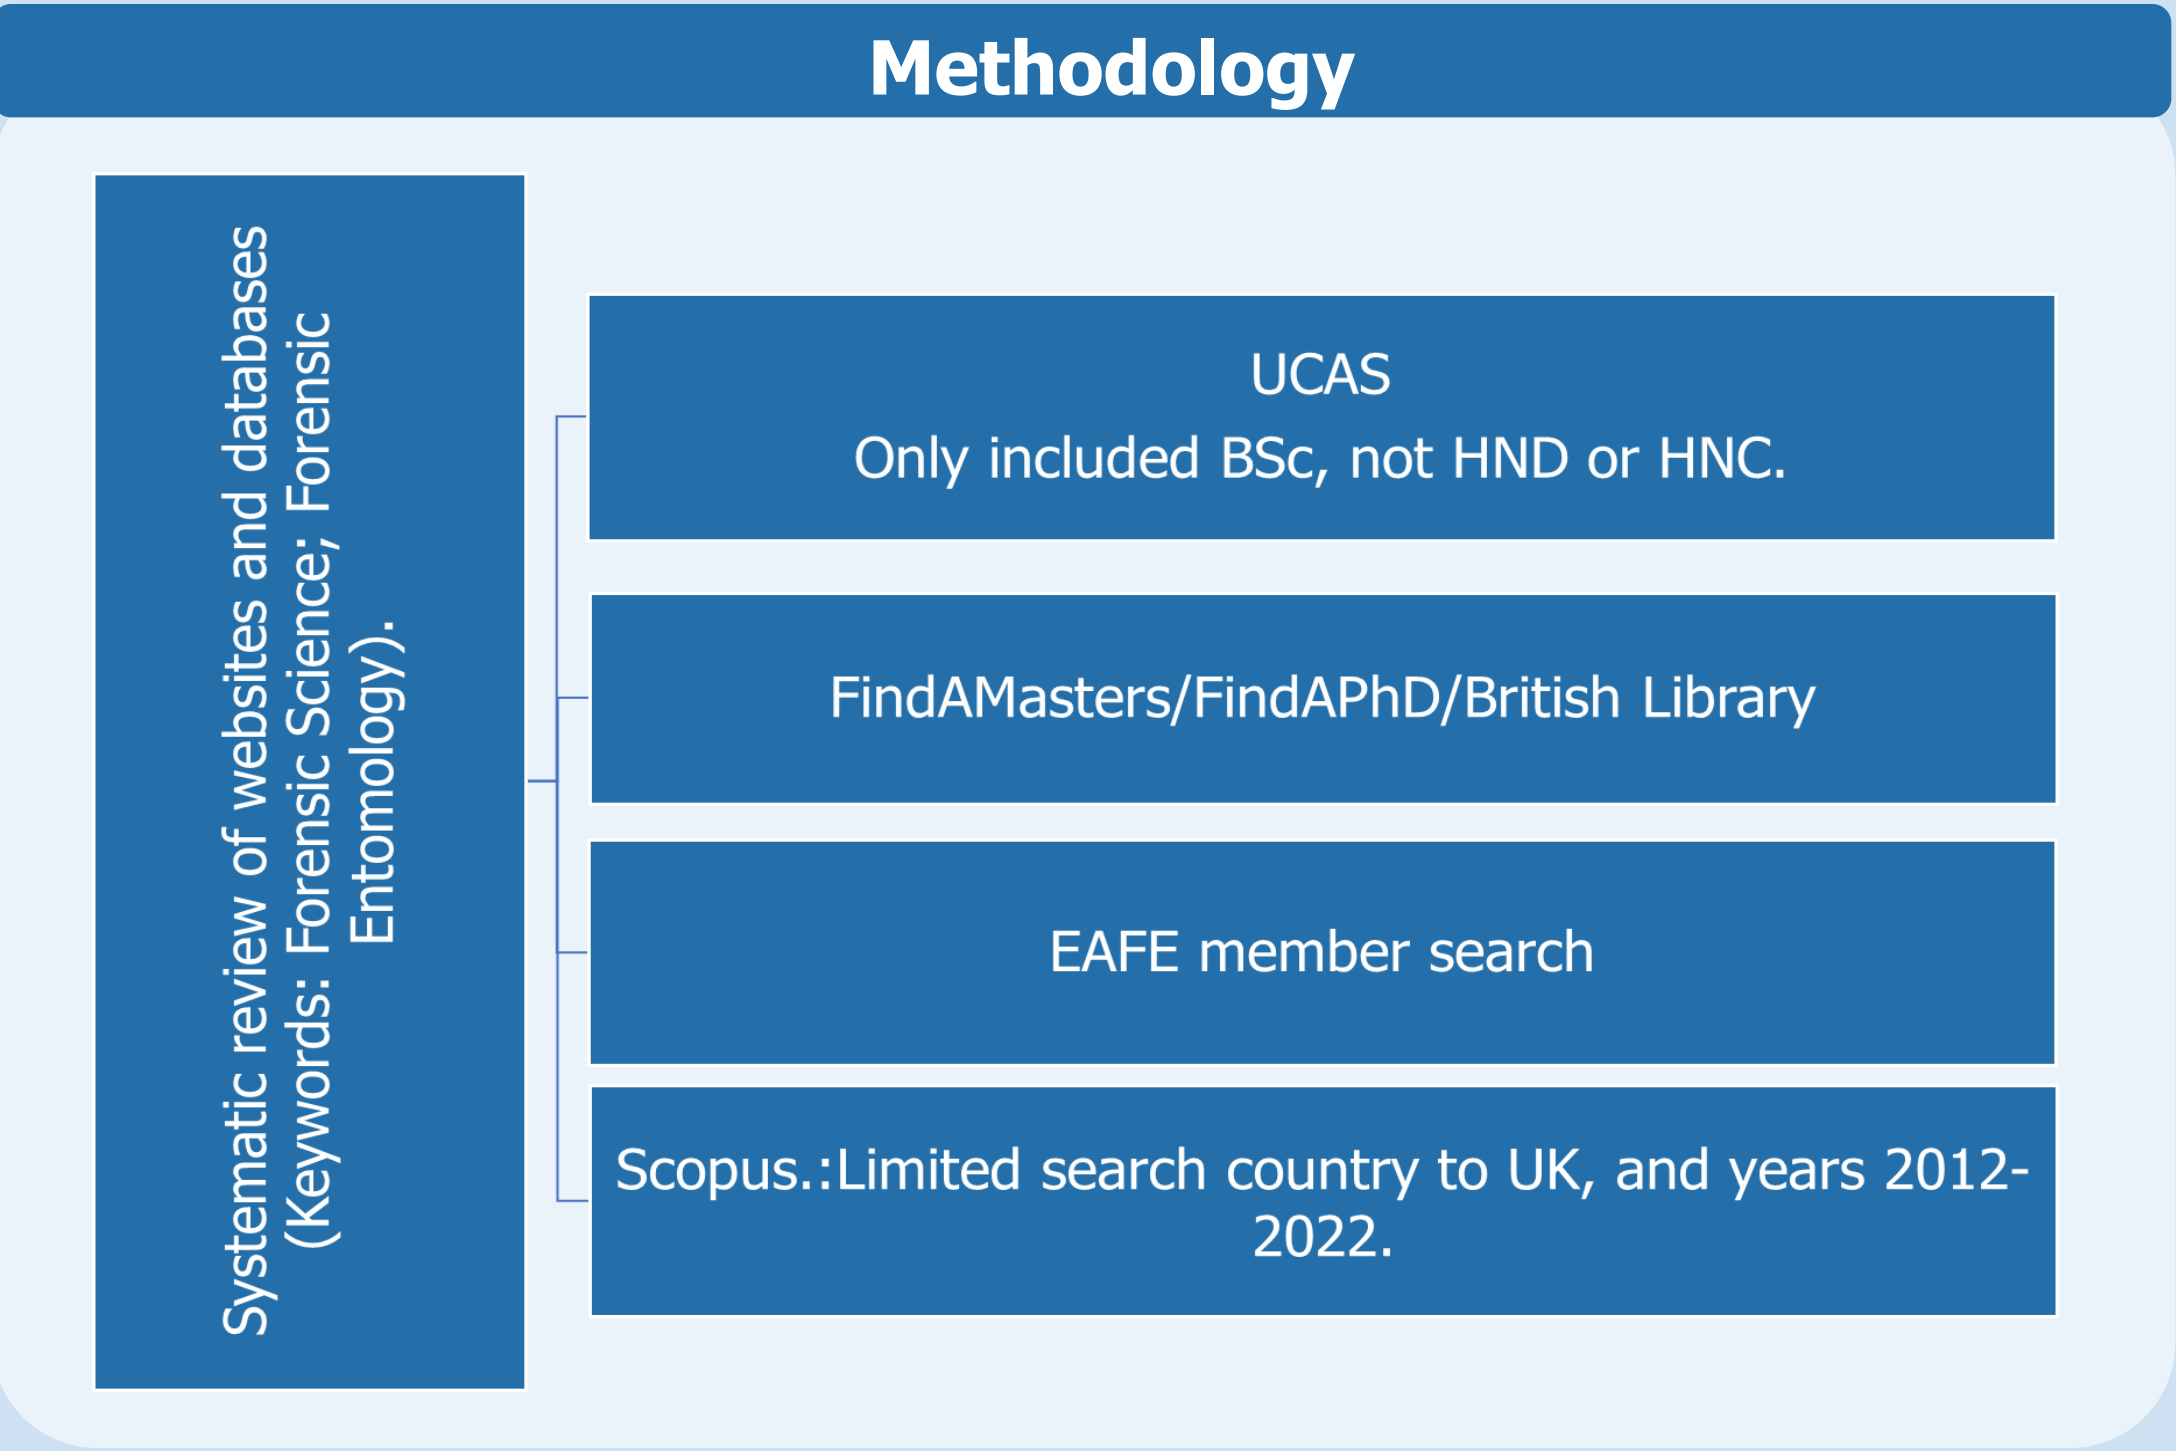 Methodology
Systematic review of websites and databases
(Keywords: Forensic Science; Forensic
Entomology).
UCAS
Only included BSc, not HND or HNC.
FindAMasters/FindAPhD/British Library
EAFE member search
Scopus.:Limited search country to UK, and years 2012-
2022.